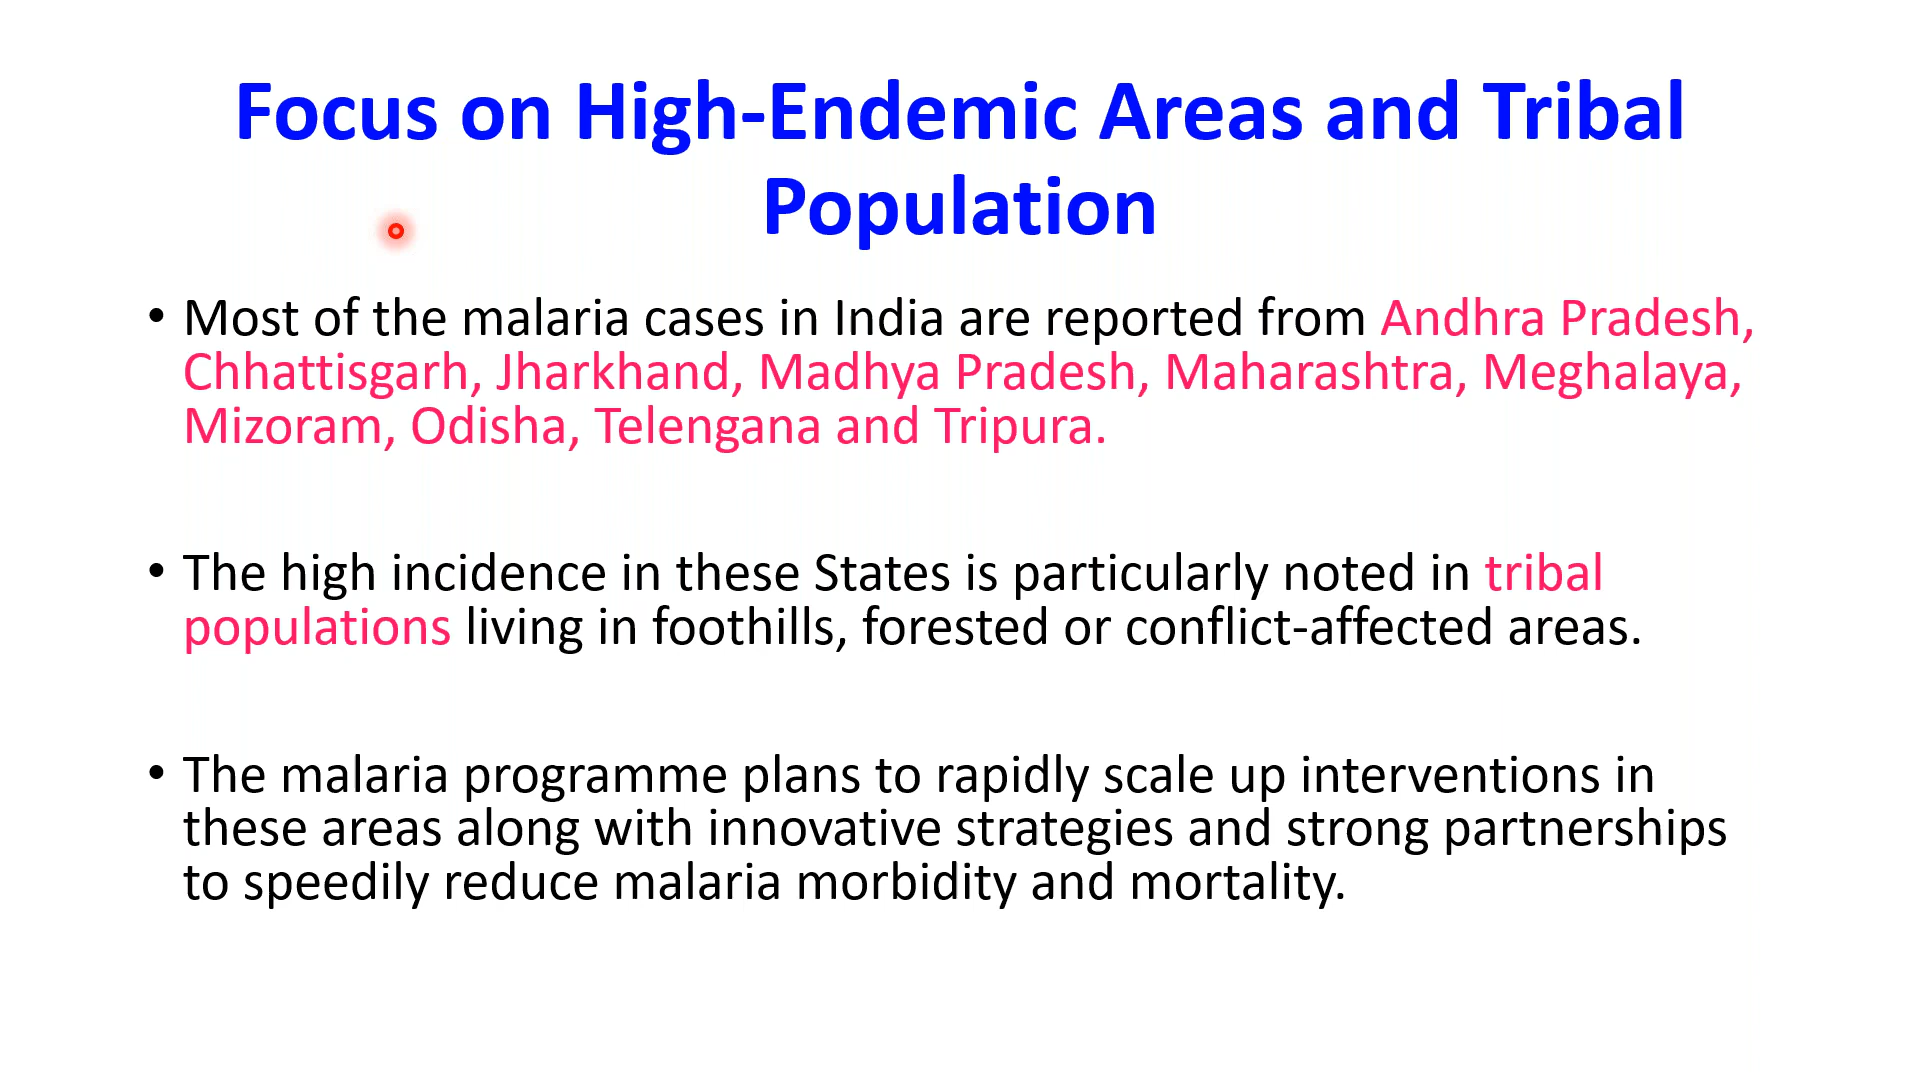 Focus on High-Endemic Areas and Tribal
Population
• Most of the malaria cases in India are reported from Andhra Pradesh,
Chhattisgarh, Jharkhand, Madhya Pradesh, Maharashtra, Meghalaya,
Mizoram, Odisha, Telengana and Tripura.
• The high incidence in these States is particularly noted in tribal
populations living in foothills, forested or conflict-affected areas.
• The malaria programme plans to rapidly scale up interventions in
these areas along with innovative strategies and strong partnerships
to speedily reduce malaria morbidity and mortality.